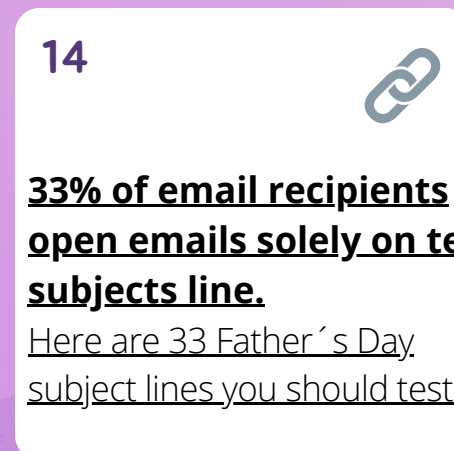 14
33% of email recipients
open emails solely on te
subjects line.
Here are 33 Father´s Day
subject lines you should test